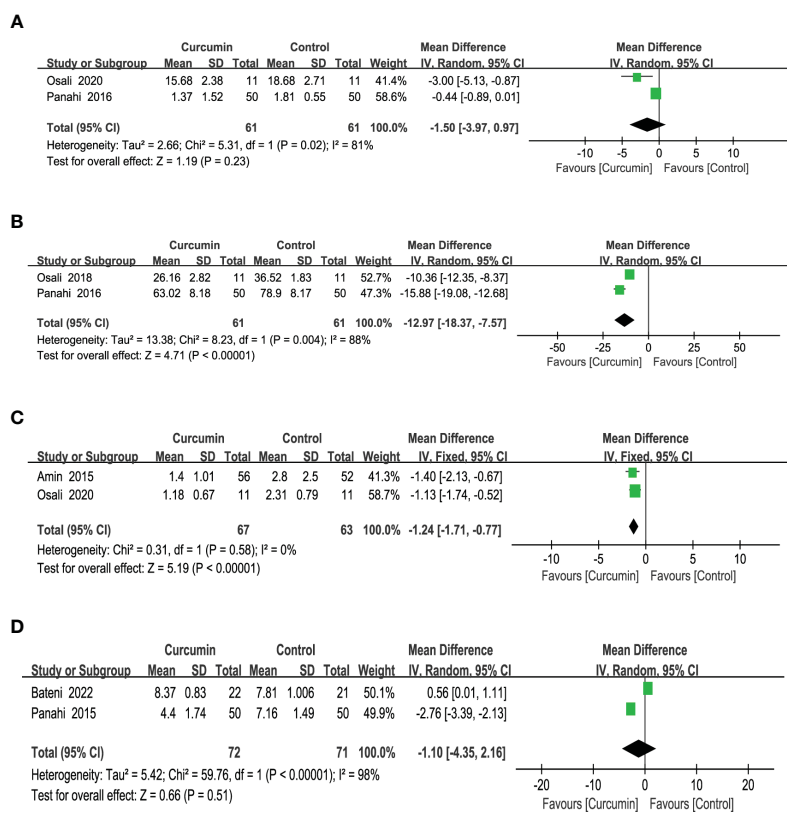 A
Curcumin Control Mean Difference Mean Difference
Study or Subgroup Mean SD Total Mean SD Total Weight IV, Random, 95% CI IV, Random, 95% CI
Osali 2020 15.68 2.38 11 18.68 2.71 11 41.4% -3.00 [-5.13, -0.87]
Panahi 2016 1.37 1.52 50 1.81 0.55 50 58.6% -0.44 [-0.89, 0.01]
Total (95% CI) 61 61 100.0% -1.50 [-3.97, 0.97]
Heterogeneity: Tau² = 2.66; Chi² = 5.31, df = 1 (P = 0.02); I² = 81%
Test for overall effect: Z = 1.19 (P = 0.23)
-10 -5 0 5 10
Favours [Curcumin] Favours [Control]
B
Curcumin Control Mean Difference Mean Difference
Study or Subgroup Mean SD Total Mean SD Total Weight IV, Random, 95% CI IV, Random, 95% CI
Osali 2018 26.16 2.82 11 36.52 1.83 11 52.7% -10.36 [-12.35, -8.37]
Panahi 2016 63.02 8.18 50 78.9 8.17 50 47.3% -15.88 [-19.08, -12.68]
Total (95% CI) 61 61 100.0% -12.97 [-18.37, -7.57]
Heterogeneity: Tau² = 13.38; Chi² = 8.23, df = 1 (P = 0.004); I² = 88%
Test for overall effect: Z = 4.71 (P < 0.00001)
-50 -25 0 25 50
Favours [Curcumin] Favours [Control]
C
Curcumin Control Mean Difference Mean Difference
Study or Subgroup Mean SD Total Mean SD Total Weight IV, Fixed, 95% CI IV, Fixed, 95% CI
Amin 2015 1.4 1.01 56 2.8 2.5 52 41.3% -1.40 [-2.13, -0.67]
Osali 2020 1.18 0.67 11 2.31 0.79 11 58.7% -1.13 [-1.74, -0.52]
Total (95% CI) 67 63 100.0% -1.24 [-1.71, -0.77]
Heterogeneity: Chi² = 0.31, df = 1 (P = 0.58); I² = 0%
Test for overall effect: Z = 5.19 (P < 0.00001)
-10 -5 0 5 10
Favours [Curcumin] Favours [Control]
D
Curcumin Control Mean Difference Mean Difference
Study or Subgroup Mean SD Total Mean SD Total Weight IV, Random, 95% CI IV, Random, 95% CI
Bateni 2022 8.37 0.83 22 7.81 1.006 21 50.1% 0.56 [0.01, 1.11]
Panahi 2015 4.4 1.74 50 7.16 1.49 50 49.9% -2.76 [-3.39, -2.13]
Total (95% CI) 72 71 100.0% -1.10 [-4.35, 2.16]
Heterogeneity: Tau² = 5.42; Chi² = 59.76, df = 1 (P < 0.00001); I² = 98%
Test for overall effect: Z = 0.66 (P = 0.51)
-20 -10 0 10 20
Favours [Curcumin] Favours [Control]